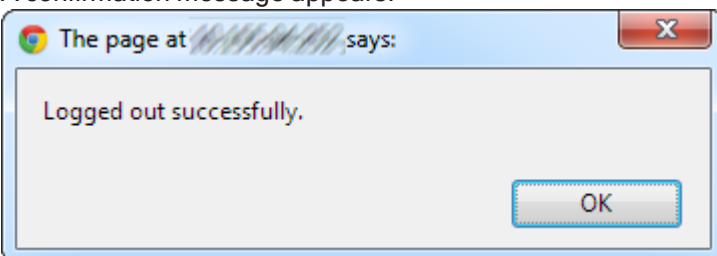 A confirmation message appears:
The page at says:
Logged out successfully.
OK